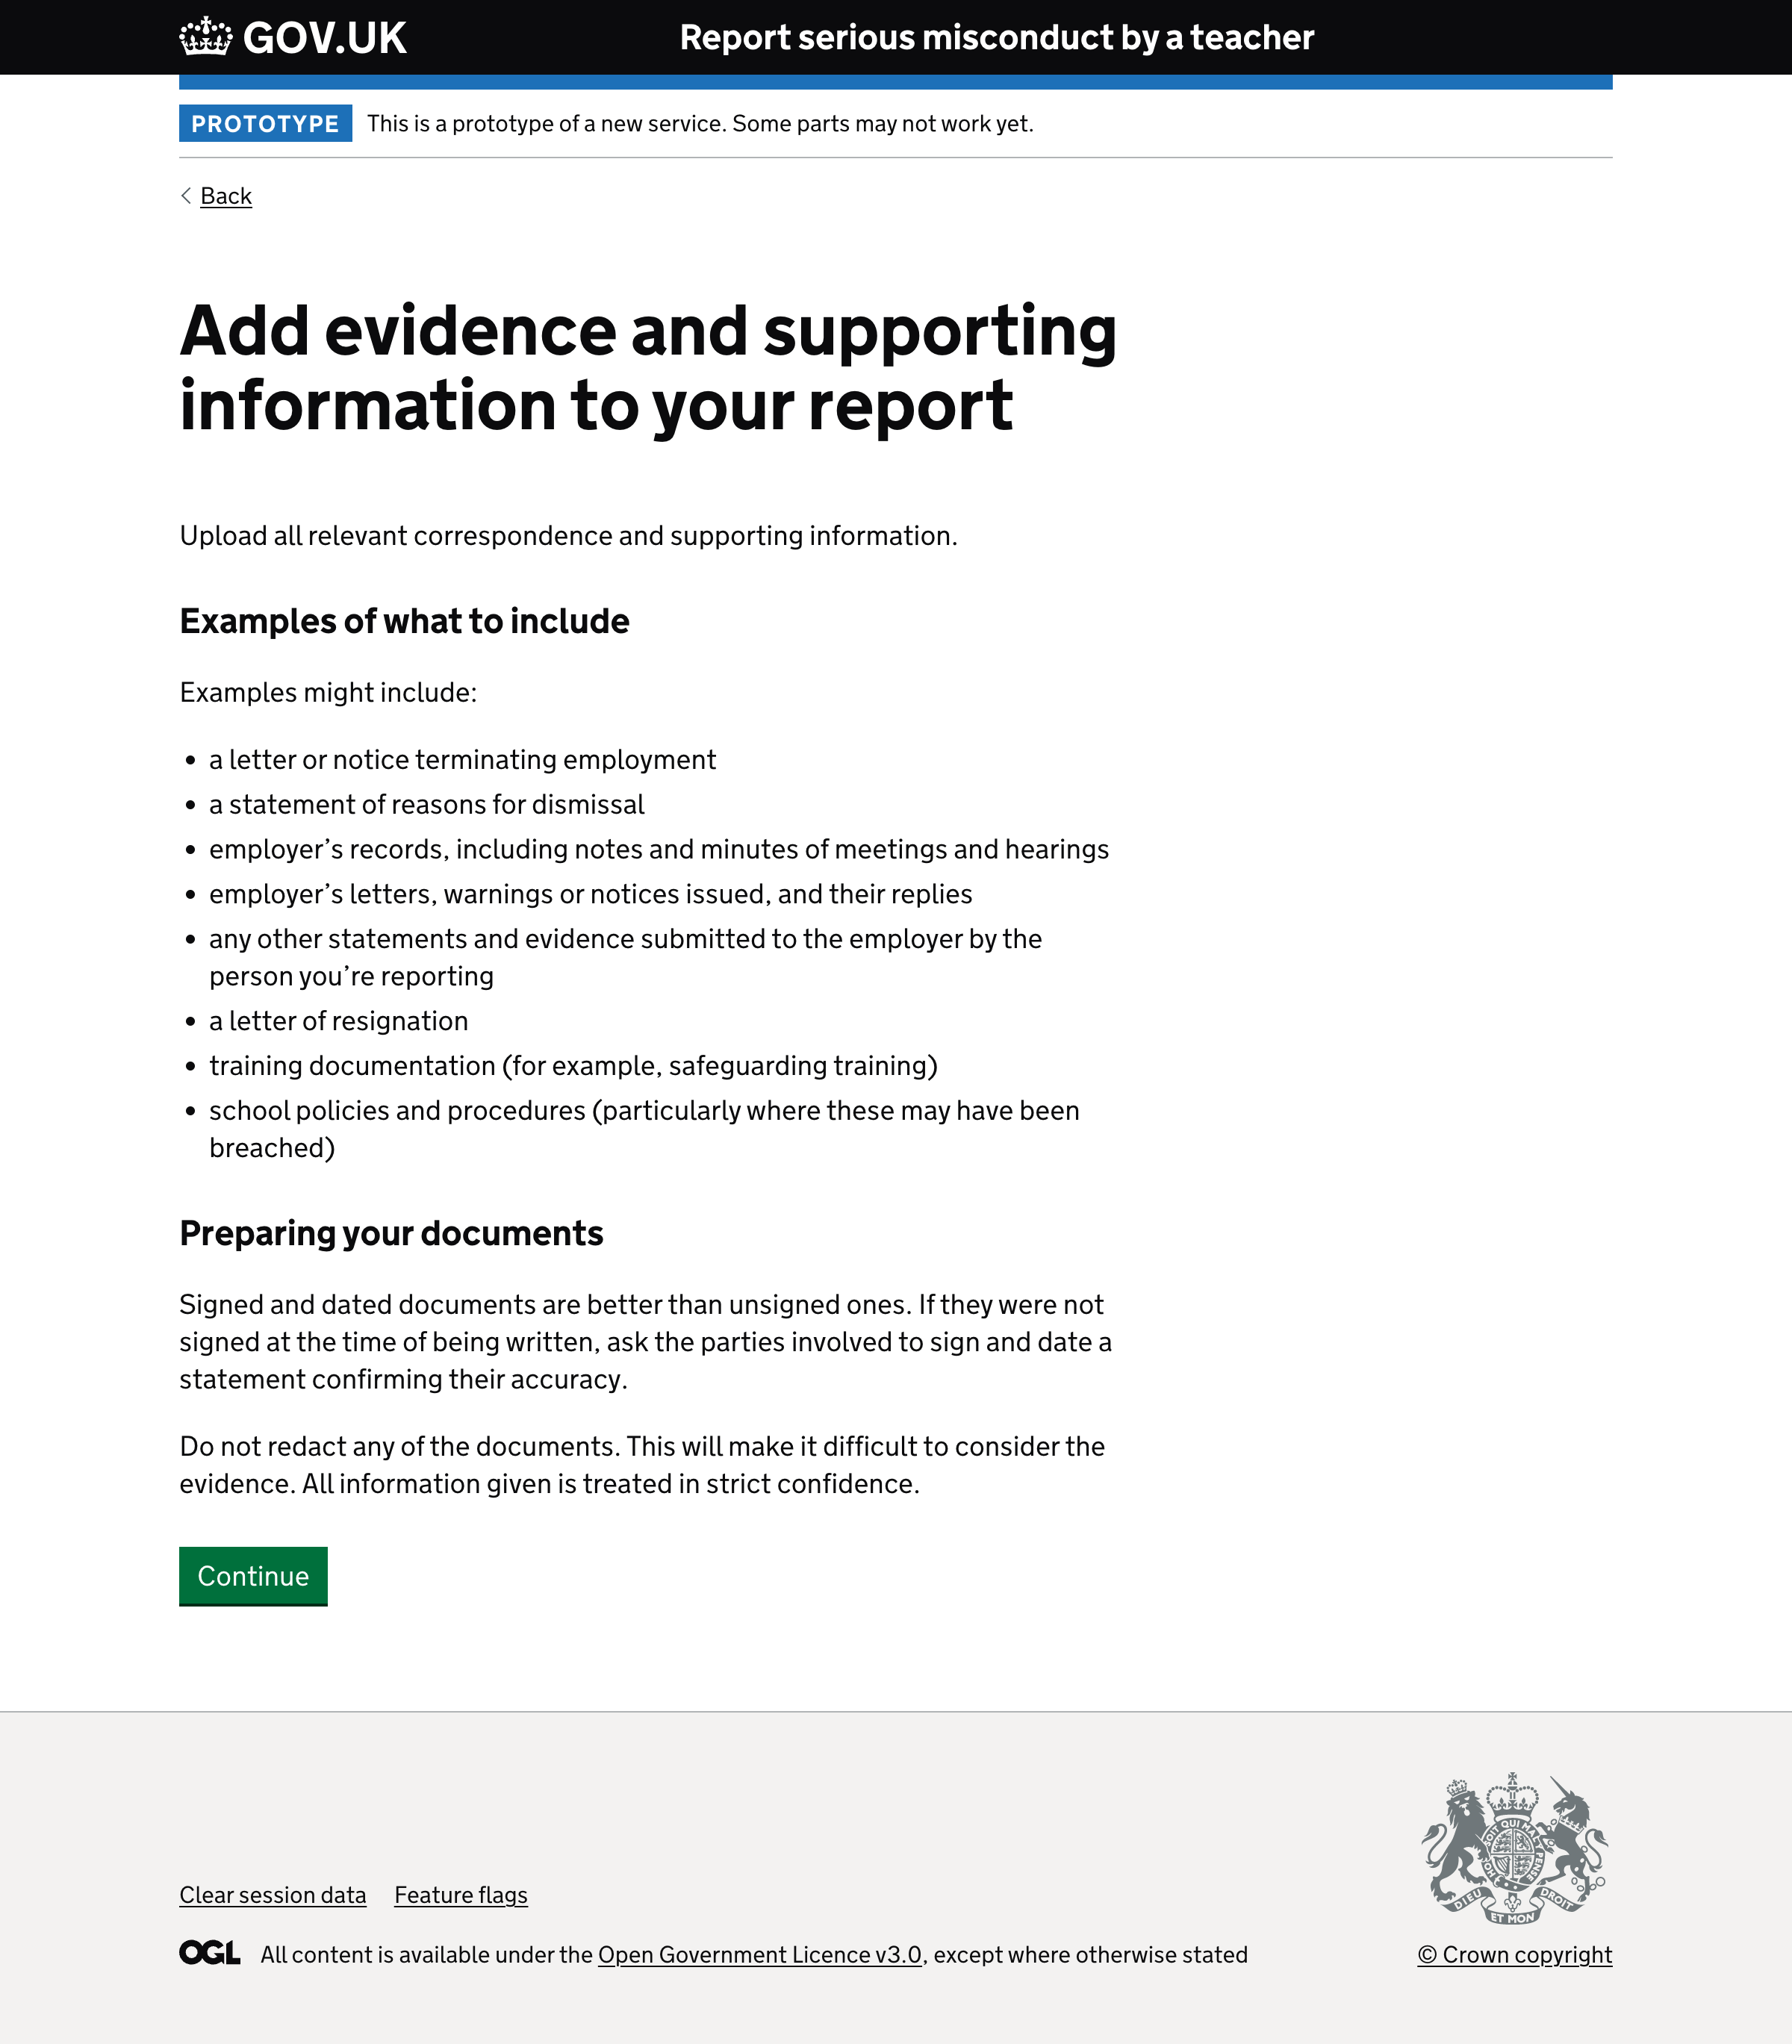 GOV.UK
Report serious misconduct by a teacher
PROTOTYPE
This is a prototype of a new service. Some parts may not work yet.
Back
Add evidence and supporting
information to your report
Upload all relevant correspondence and supporting information.
Examples of what to include
Examples might include:
a letter or notice terminating employment
a statement of reasons for dismissal
employer’s records, including notes and minutes of meetings and hearings
employer’s letters, warnings or notices issued, and their replies
any other statements and evidence submitted to the employer by the
person you’re reporting
a letter of resignation
training documentation (for example, safeguarding training)
school policies and procedures (particularly where these may have been
breached)
Preparing your documents
Signed and dated documents are better than unsigned ones. If they were not
signed at the time of being written, ask the parties involved to sign and date a
statement confirming their accuracy.
Do not redact any of the documents. This will make it difficult to consider the
evidence. All information given is treated in strict confidence.
Continue
SOIT QUI MAL
DIEU ET MON DROIT
Clear session data
Feature flags
OGL
All content is available under the Open Government Licence v3.0, except where otherwise stated
© Crown copyright